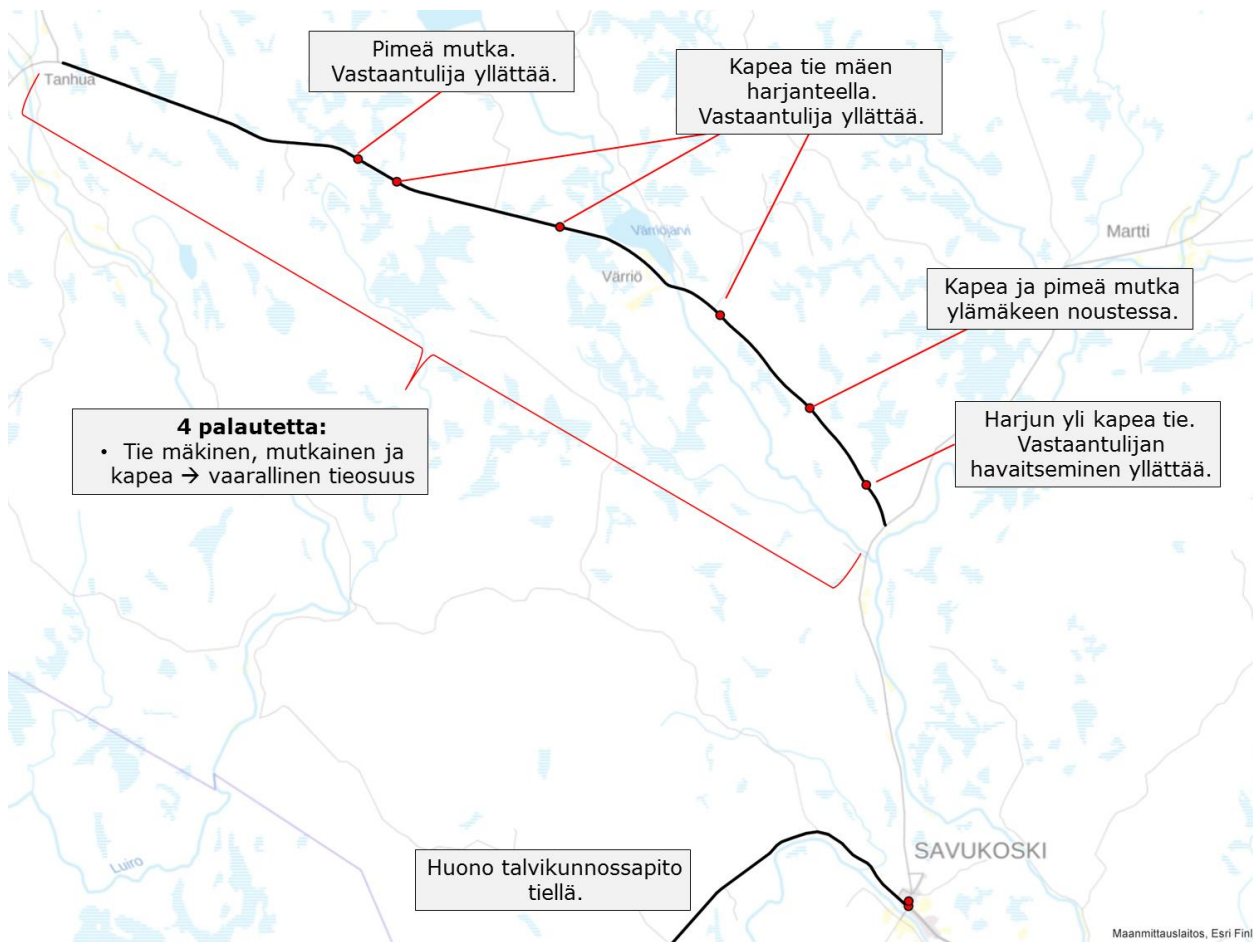 Pimeä mutka.
Vastaantulija yllättää.
Kapea tie mäen
harjanteella.
Vastaantulija yllättää.
Tanhua
Martti
Värriöjärvi
Värriö
Kapea ja pimeä mutka
ylämäkeen noustessa.
4 palautetta:
• Tie mäkinen, mutkainen ja
kapea → vaarallinen tieosuus
Harjun yli kapea tie.
Vastaantulijan
havaitseminen yllättää.
Luiro
Huono talvikunnossapito
tiellä.
SAVUKOSKI
Maanmittauslaitos, Esri Finl